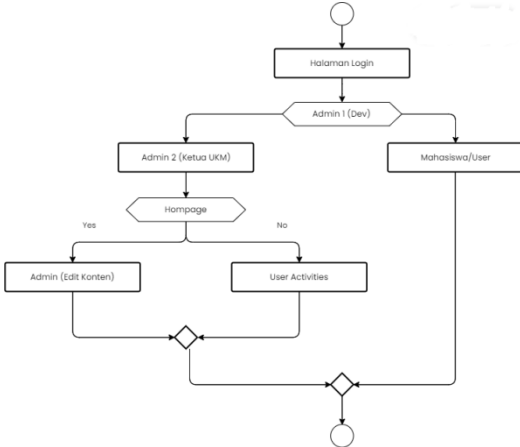 Halaman Login
Admin 1 (Dev)
Admin 2 (Ketua UKM)
Mahasiswa/User
Hompage
Yes
No
Admin (Edit Konten)
User Activities